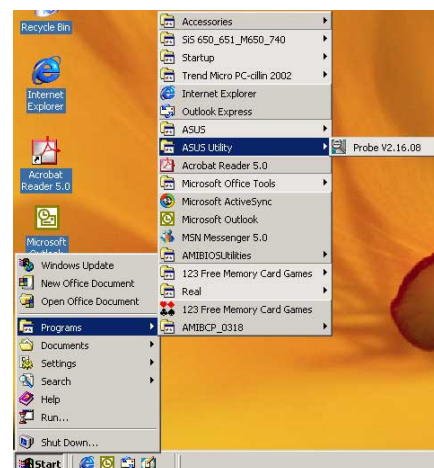 Recycle Bin
Internet
Explorer
Acrobat
Reader 5.0
Microsoft
Outlook
Windows Update
New Office Document
Open Office Document
Programs
Documents
Settings
Search
Help
Run...
Shut Down...
Start
Accessories
SiS 650_651_M650_740
Startup
Trend Micro PC-cillin 2002
Internet Explorer
Outlook Express
ASUS
ASUS Utility
Acrobat Reader 5.0
Microsoft Office Tools
Microsoft ActiveSync
Microsoft Outlook
MSN Messenger 5.0
AMIBIOSUtilities
123 Free Memory Card Games
Real
123 Free Memory Card Games
AMIBCP_0318
Probe V2.16.08